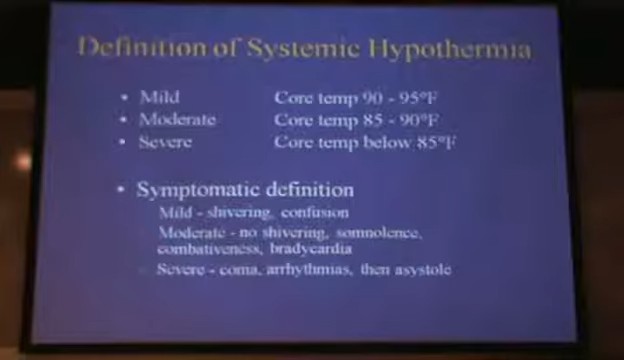 Definition of Systemic Hypothermia
• Mild Core temp 90 - 95°F
• Moderate Core temp 85 - 90°F
• Severe Core temp below 85°F
• Symptomatic definition
Mild - shivering, confusion
Moderate - no shivering, somnolence,
combativeness, bradycardia
– Severe - coma, arrhythmias, then asystole